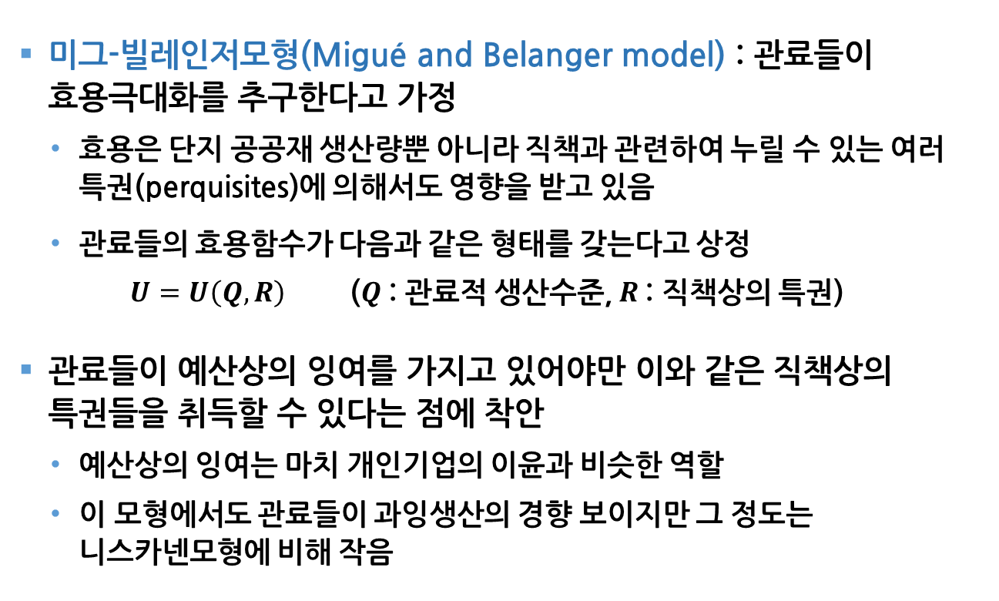 ▪ 미그-빌레인저모형(Migué and Belanger model) : 관료들이
효용극대화를 추구한다고 가정
• 효용은 단지 공공재 생산량뿐 아니라 직책과 관련하여 누릴 수 있는 여러
특권(perquisites)에 의해서도 영향을 받고 있음
• 관료들의 효용함수가 다음과 같은 형태를 갖는다고 상정
U = U(Q, R) (Q : 관료적 생산수준, R : 직책상의 특권)
▪ 관료들이 예산상의 잉여를 가지고 있어야만 이와 같은 직책상의
특권들을 취득할 수 있다는 점에 착안
• 예산상의 잉여는 마치 개인기업의 이윤과 비슷한 역할
• 이 모형에서도 관료들이 과잉생산의 경향 보이지만 그 정도는
니스카넨모형에 비해 작음